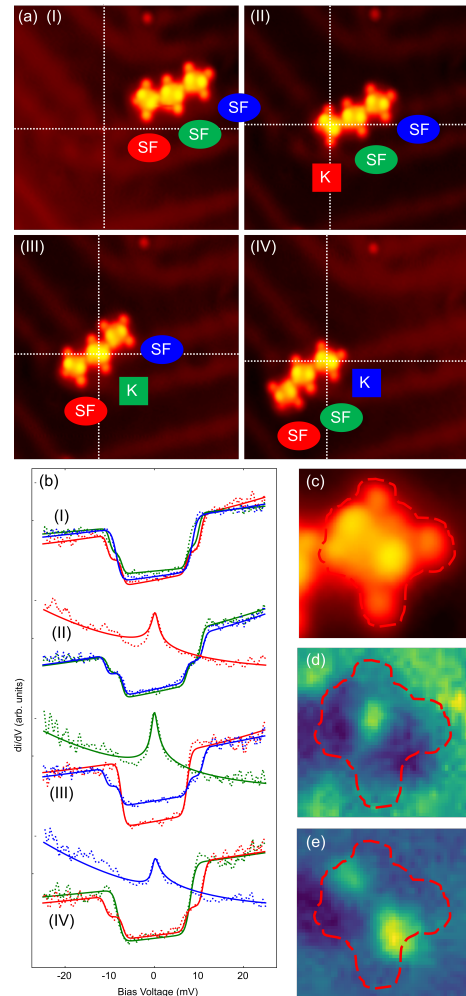 (a) (I)
(II)
SF
SF
SF
SF
SF
K
(III)
(IV)
SF
K
SF
K
SF
SF
(b)
(I)
(II)
(III)
(IV)
di/dV (arb. units)
-20
-10
0
10
20
Bias Voltage (mV)
(c)
(d)
(e)